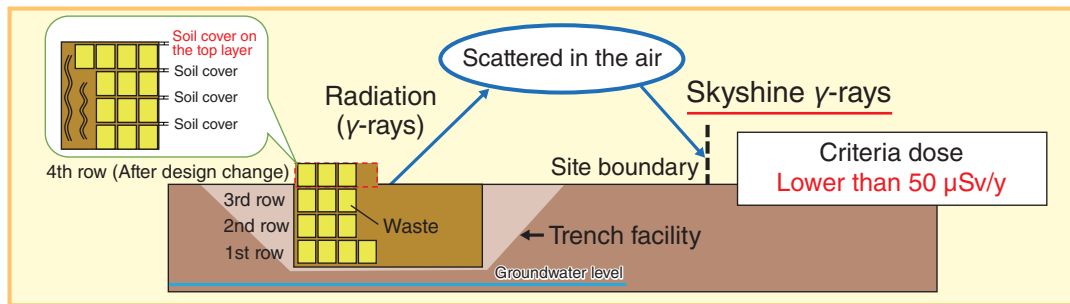 Soil cover on
the top layer
Soil cover
Soil cover
Soil cover
Scattered in the air
Radiation
(γ-rays)
Skyshine γ-rays
Site boundary
Criteria dose
Lower than 50 μSv/y
4th row (After design change)
3rd row
2nd row
1st row
Waste
Trench facility
Groundwater level